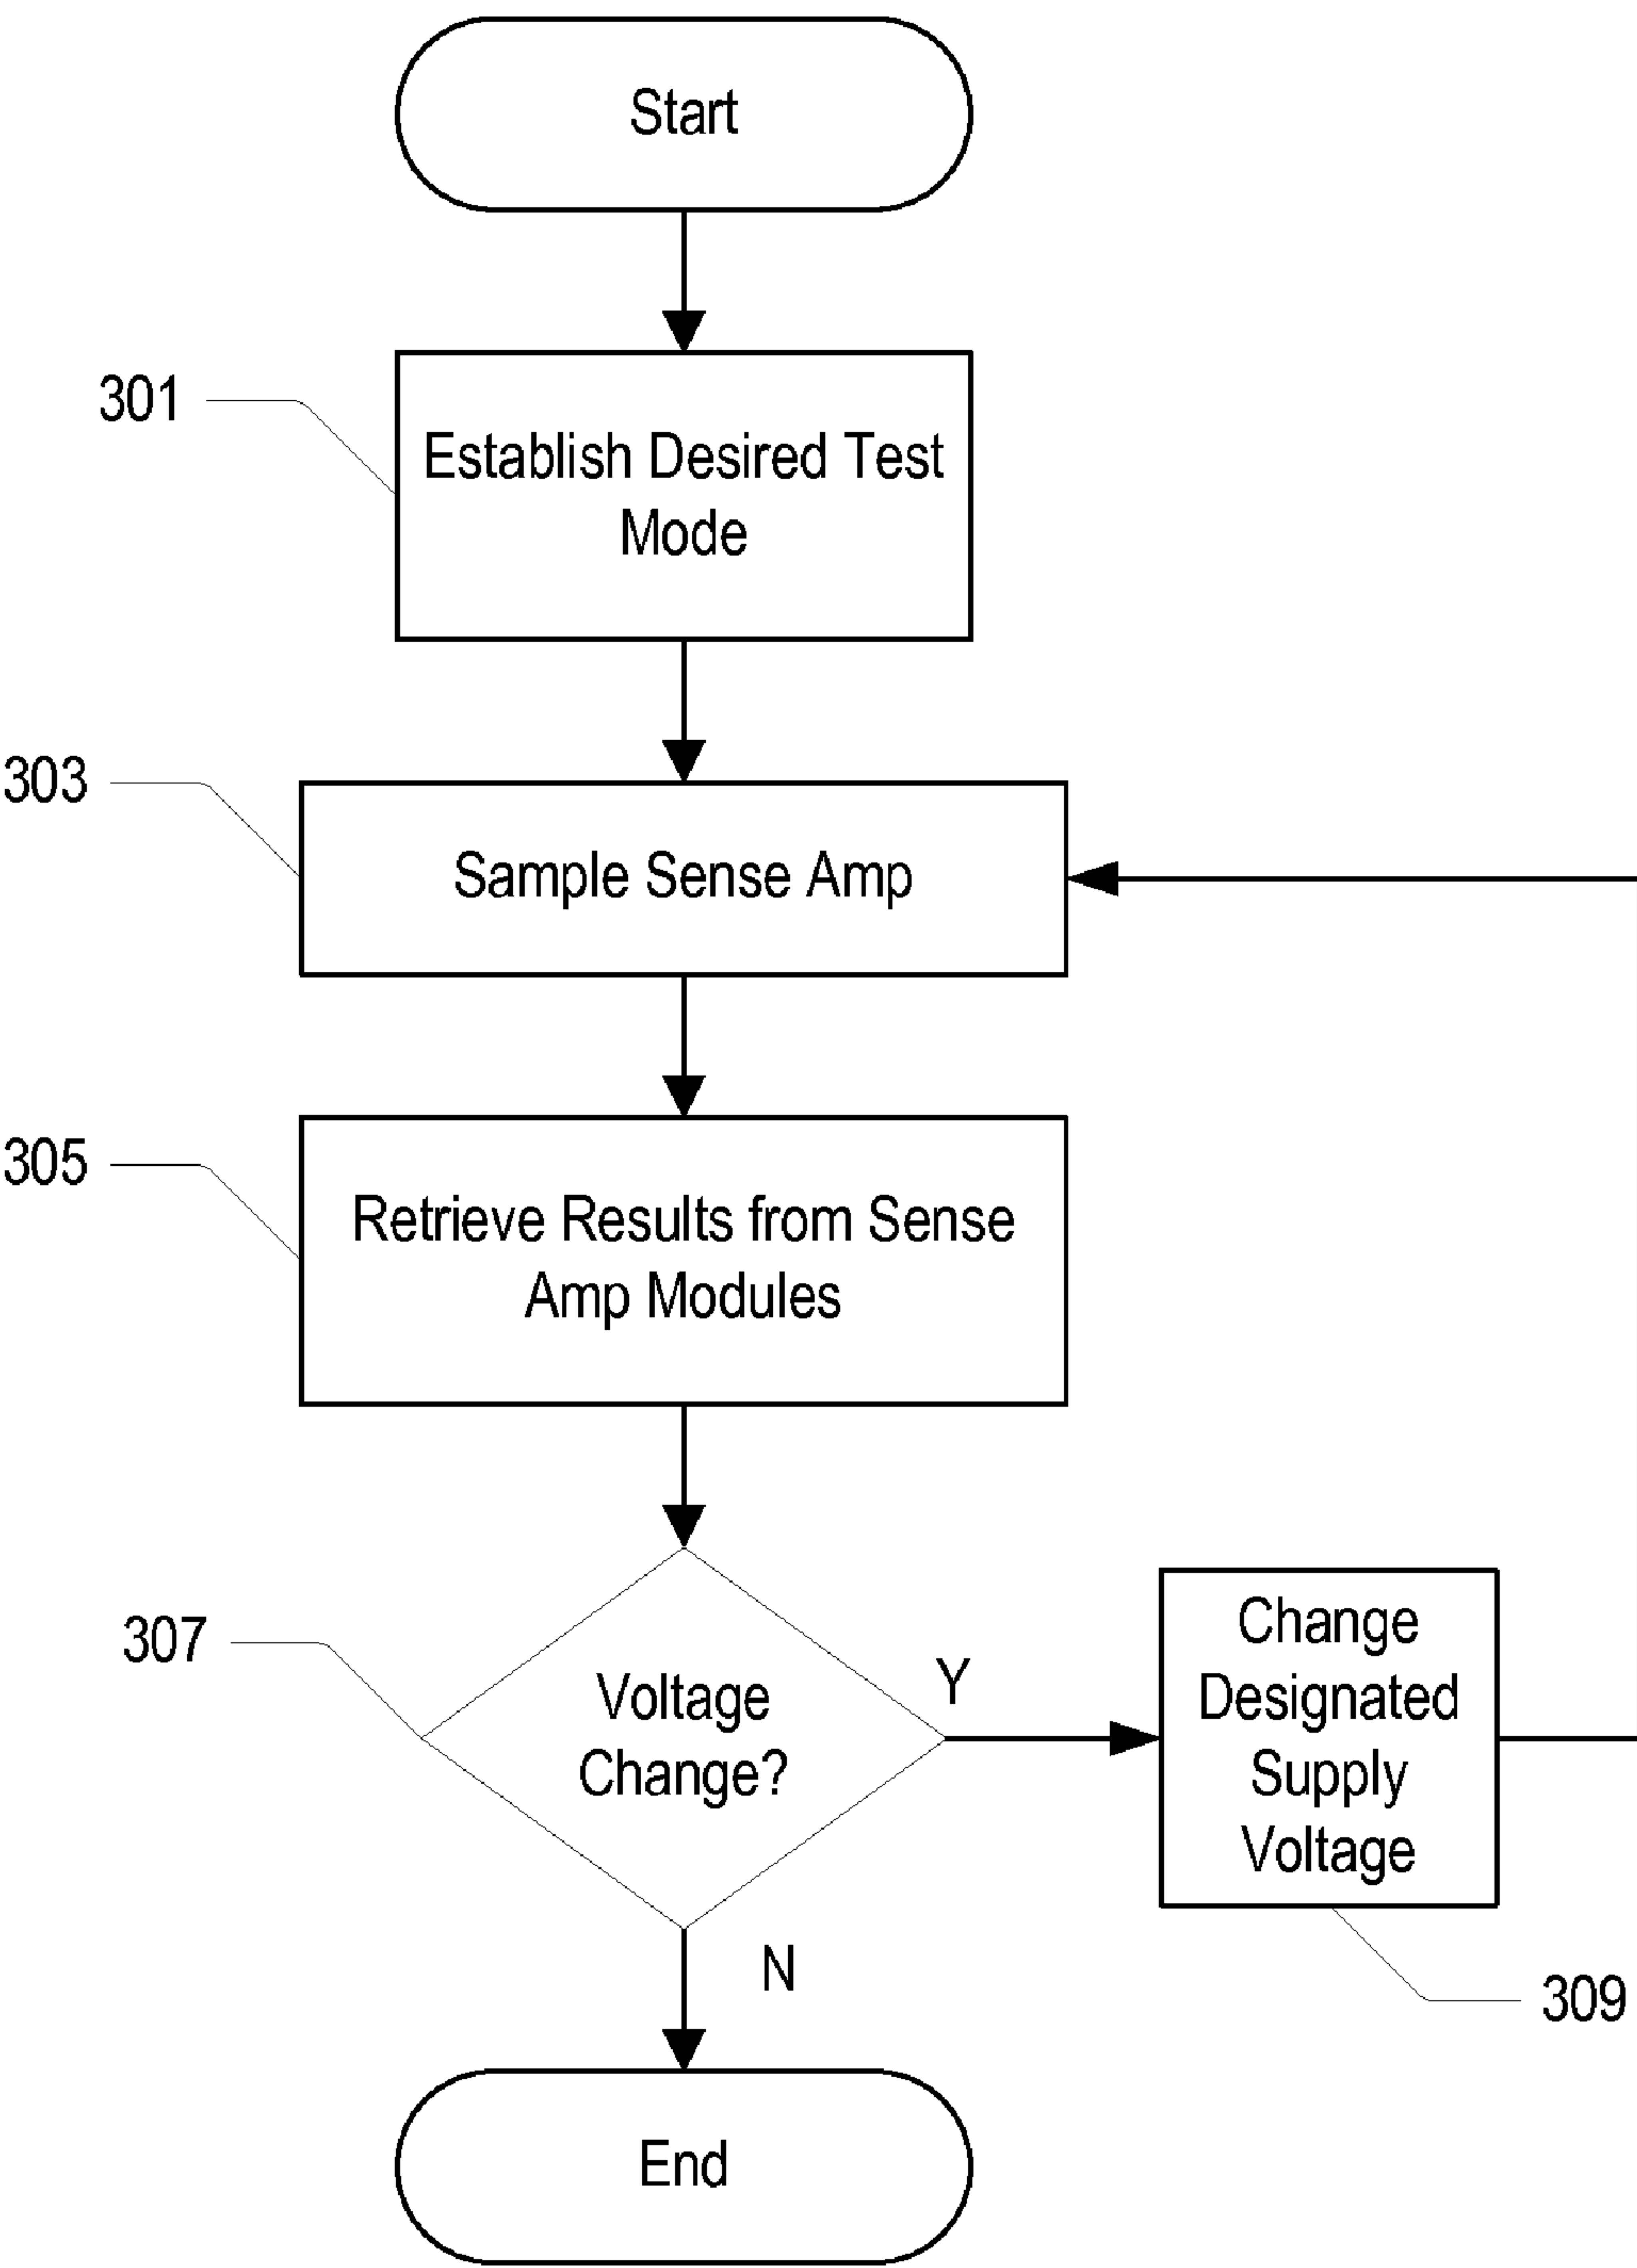 Start
301
Establish Desired Test
Mode
303
Sample Sense Amp
305
Retrieve Results from Sense
Amp Modules
307
Voltage
Change?
Y
Change
Designated
Supply
Voltage
N
309
End